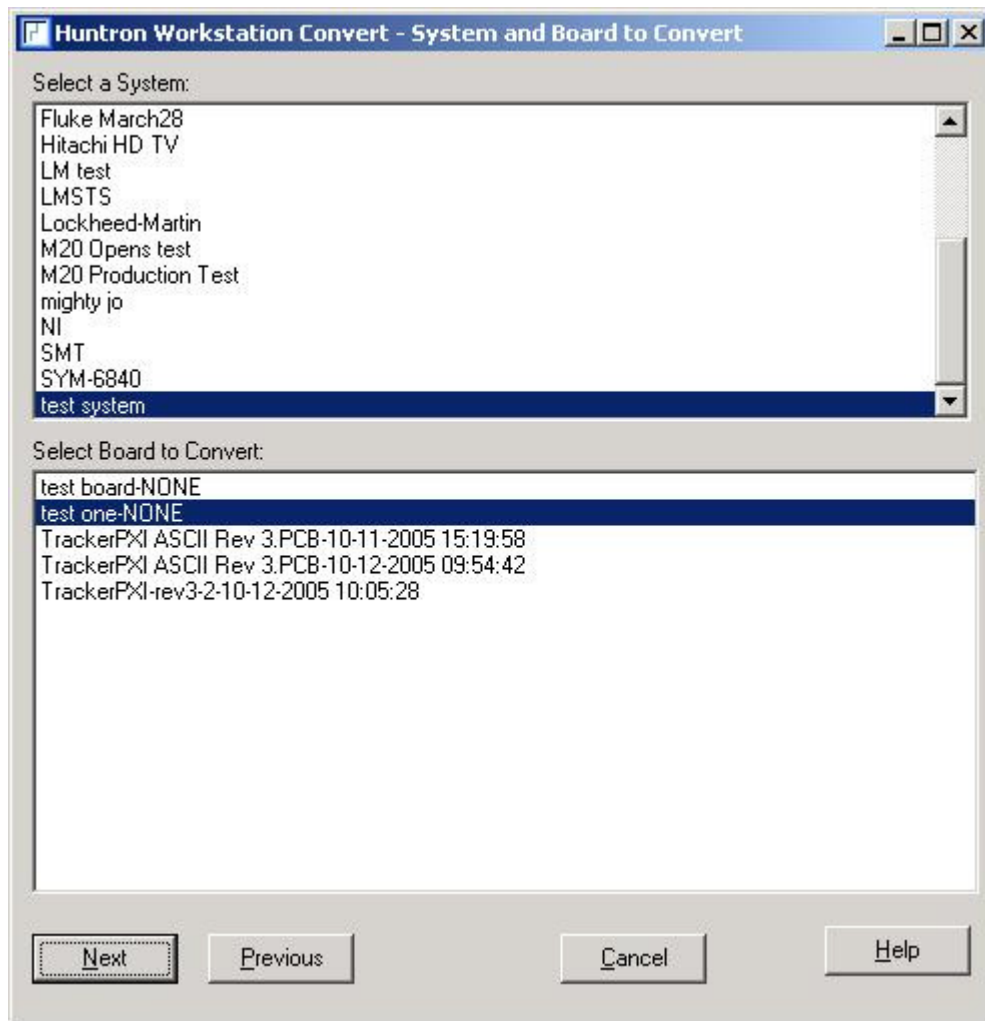 Huntron Workstation Convert - System and Board to Convert
Select a System:
Fluke March28
Hitachi HD TV
LM test
LMSTS
Lockheed-Martin
M20 Opens test
M20 Production Test
mighty jo
NI
SMT
SYM-6840
test system
Select Board to Convert:
test board-NONE
test one-NONE
TrackerPXI ASCII Rev 3.PCB-10-11-2005 15:19:58
TrackerPXI ASCII Rev 3.PCB-10-12-2005 09:54:42
TrackerPXI-rev3-2-10-12-2005 10:05:28
Next Previous Cancel Help